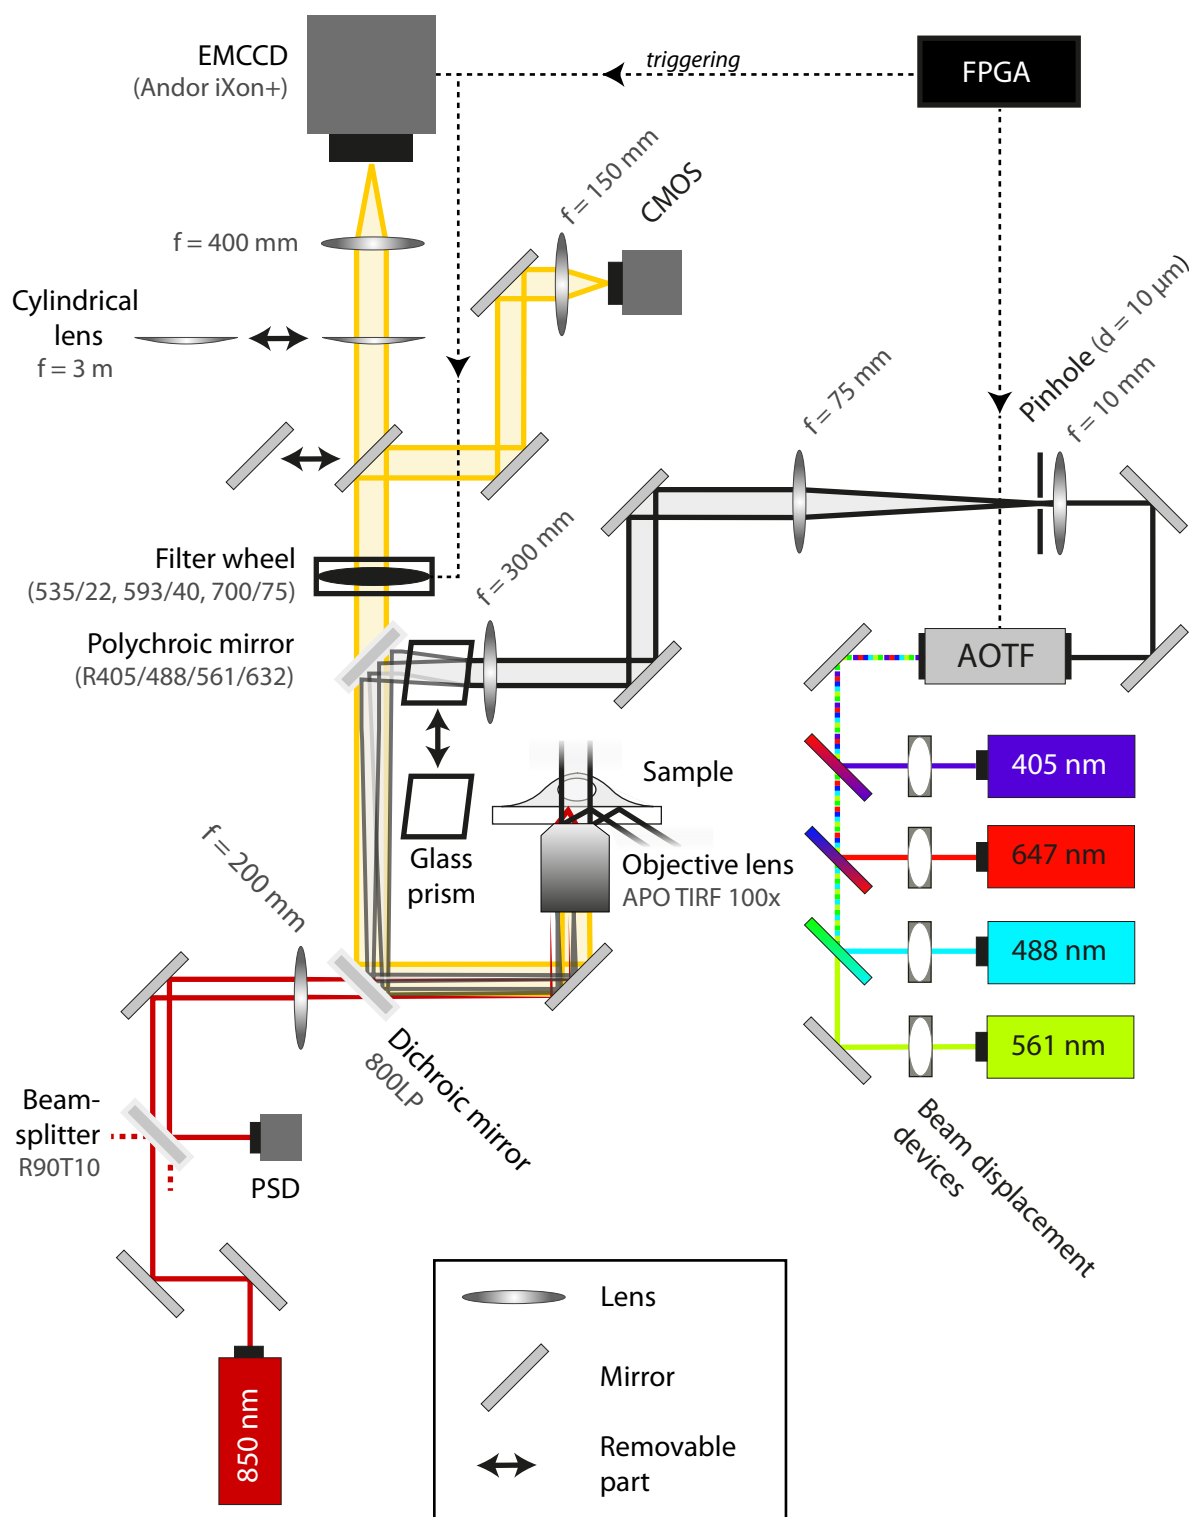 EMCCD
(Andor iXon+)
triggering
FPGA
f = 150 mm
CMOS
f = 400 mm
Cylindrical
lens
f = 3 m
f = 75 mm
Pinhole (d = 10 µm)
f = 10 mm
Filter wheel
(535/22, 593/40, 700/75)
f = 300 mm
Polychroic mirror
(R405/488/561/632)
AOTF
Sample
405 nm
Glass
prism
Objective lens
APO TIRF 100x
647 nm
f = 200 mm
488 nm
561 nm
Dichroic mirror
800LP
Beam-
splitter
R90T10
PSD
Beam displacement
devices
850 nm
Lens
Mirror
Removable
part